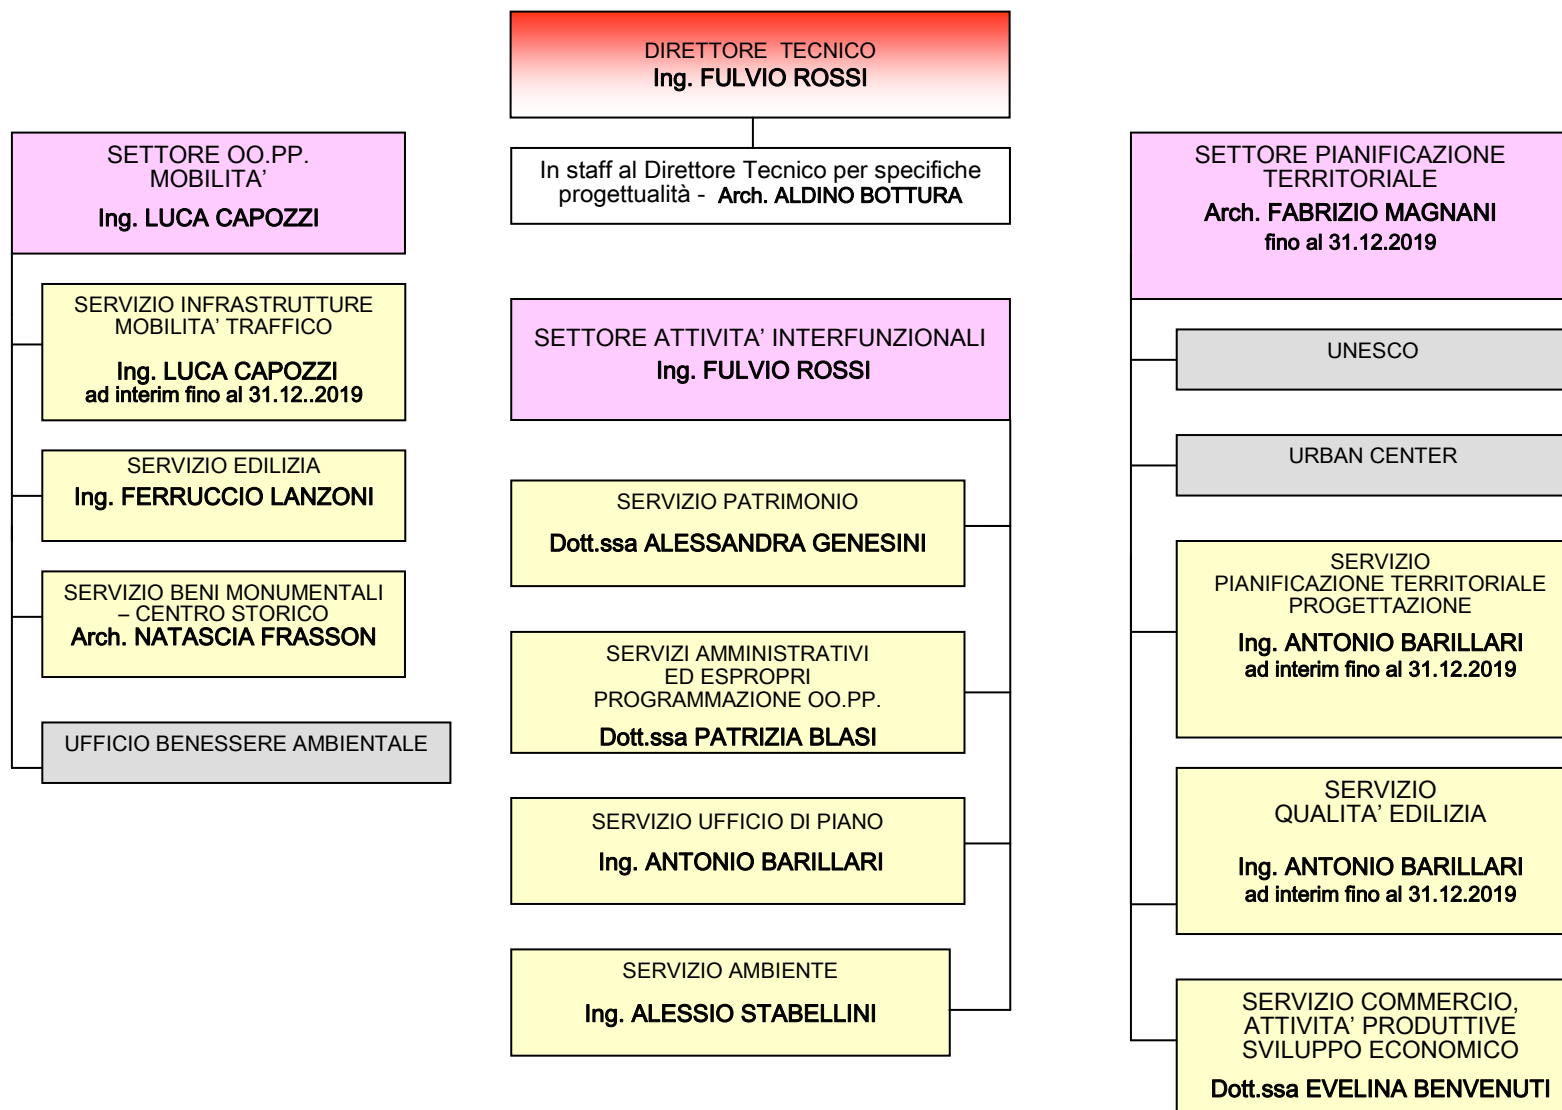 DIRETTORE  TECNICO
Ing. FULVIO ROSSI
In staff al Direttore Tecnico per specifiche
progettualità -  Arch. ALDINO BOTTURA
SETTORE OO.PP.
MOBILITA’
Ing. LUCA CAPOZZI
SERVIZIO INFRASTRUTTURE
MOBILITA’ TRAFFICO
Ing. LUCA CAPOZZI
ad interim fino al 31.12..2019
SERVIZIO EDILIZIA
Ing. FERRUCCIO LANZONI
SERVIZIO BENI MONUMENTALI
– CENTRO STORICO
Arch. NATASCIA FRASSON
UFFICIO BENESSERE AMBIENTALE
SETTORE ATTIVITA’ INTERFUNZIONALI
Ing. FULVIO ROSSI
SERVIZIO PATRIMONIO
Dott.ssa ALESSANDRA GENESINI
SERVIZI AMMINISTRATIVI
ED ESPROPRI
PROGRAMMAZIONE OO.PP.
Dott.ssa PATRIZIA BLASI
SERVIZIO UFFICIO DI PIANO
Ing. ANTONIO BARILLARI
SERVIZIO AMBIENTE
Ing. ALESSIO STABELLINI
SETTORE PIANIFICAZIONE
TERRITORIALE
Arch. FABRIZIO MAGNANI
fino al 31.12.2019
UNESCO
URBAN CENTER
SERVIZIO
PIANIFICAZIONE TERRITORIALE
PROGETTAZIONE
Ing. ANTONIO BARILLARI
ad interim fino al 31.12.2019
SERVIZIO
QUALITA’ EDILIZIA
Ing. ANTONIO BARILLARI
ad interim fino al 31.12.2019
SERVIZIO COMMERCIO,
ATTIVITA’ PRODUTTIVE
SVILUPPO ECONOMICO
Dott.ssa EVELINA BENVENUTI